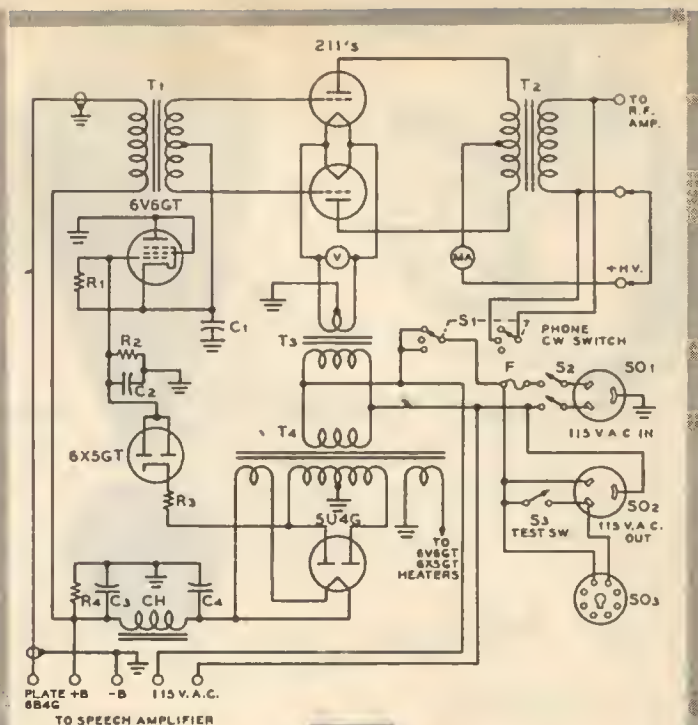 211's
T1
T2
TO
R.F.
AMP.
6V6GT
R1
V
MA
+H.V.
C1
S1
PHONE
CW SWITCH
R2
C2
T3
F
S2
SO1
115 V A C IN
6X5GT
T4
R3
5U4G
S3
TEST SW
SO2
115 V. A.C.
OUT
TO
6V6GT
6X5GT
HEATERS
R4
C3
CH
C4
SO3
PLATE
6B4G
+B
-B
115 V. A.C.
TO SPEECH AMPLIFIER